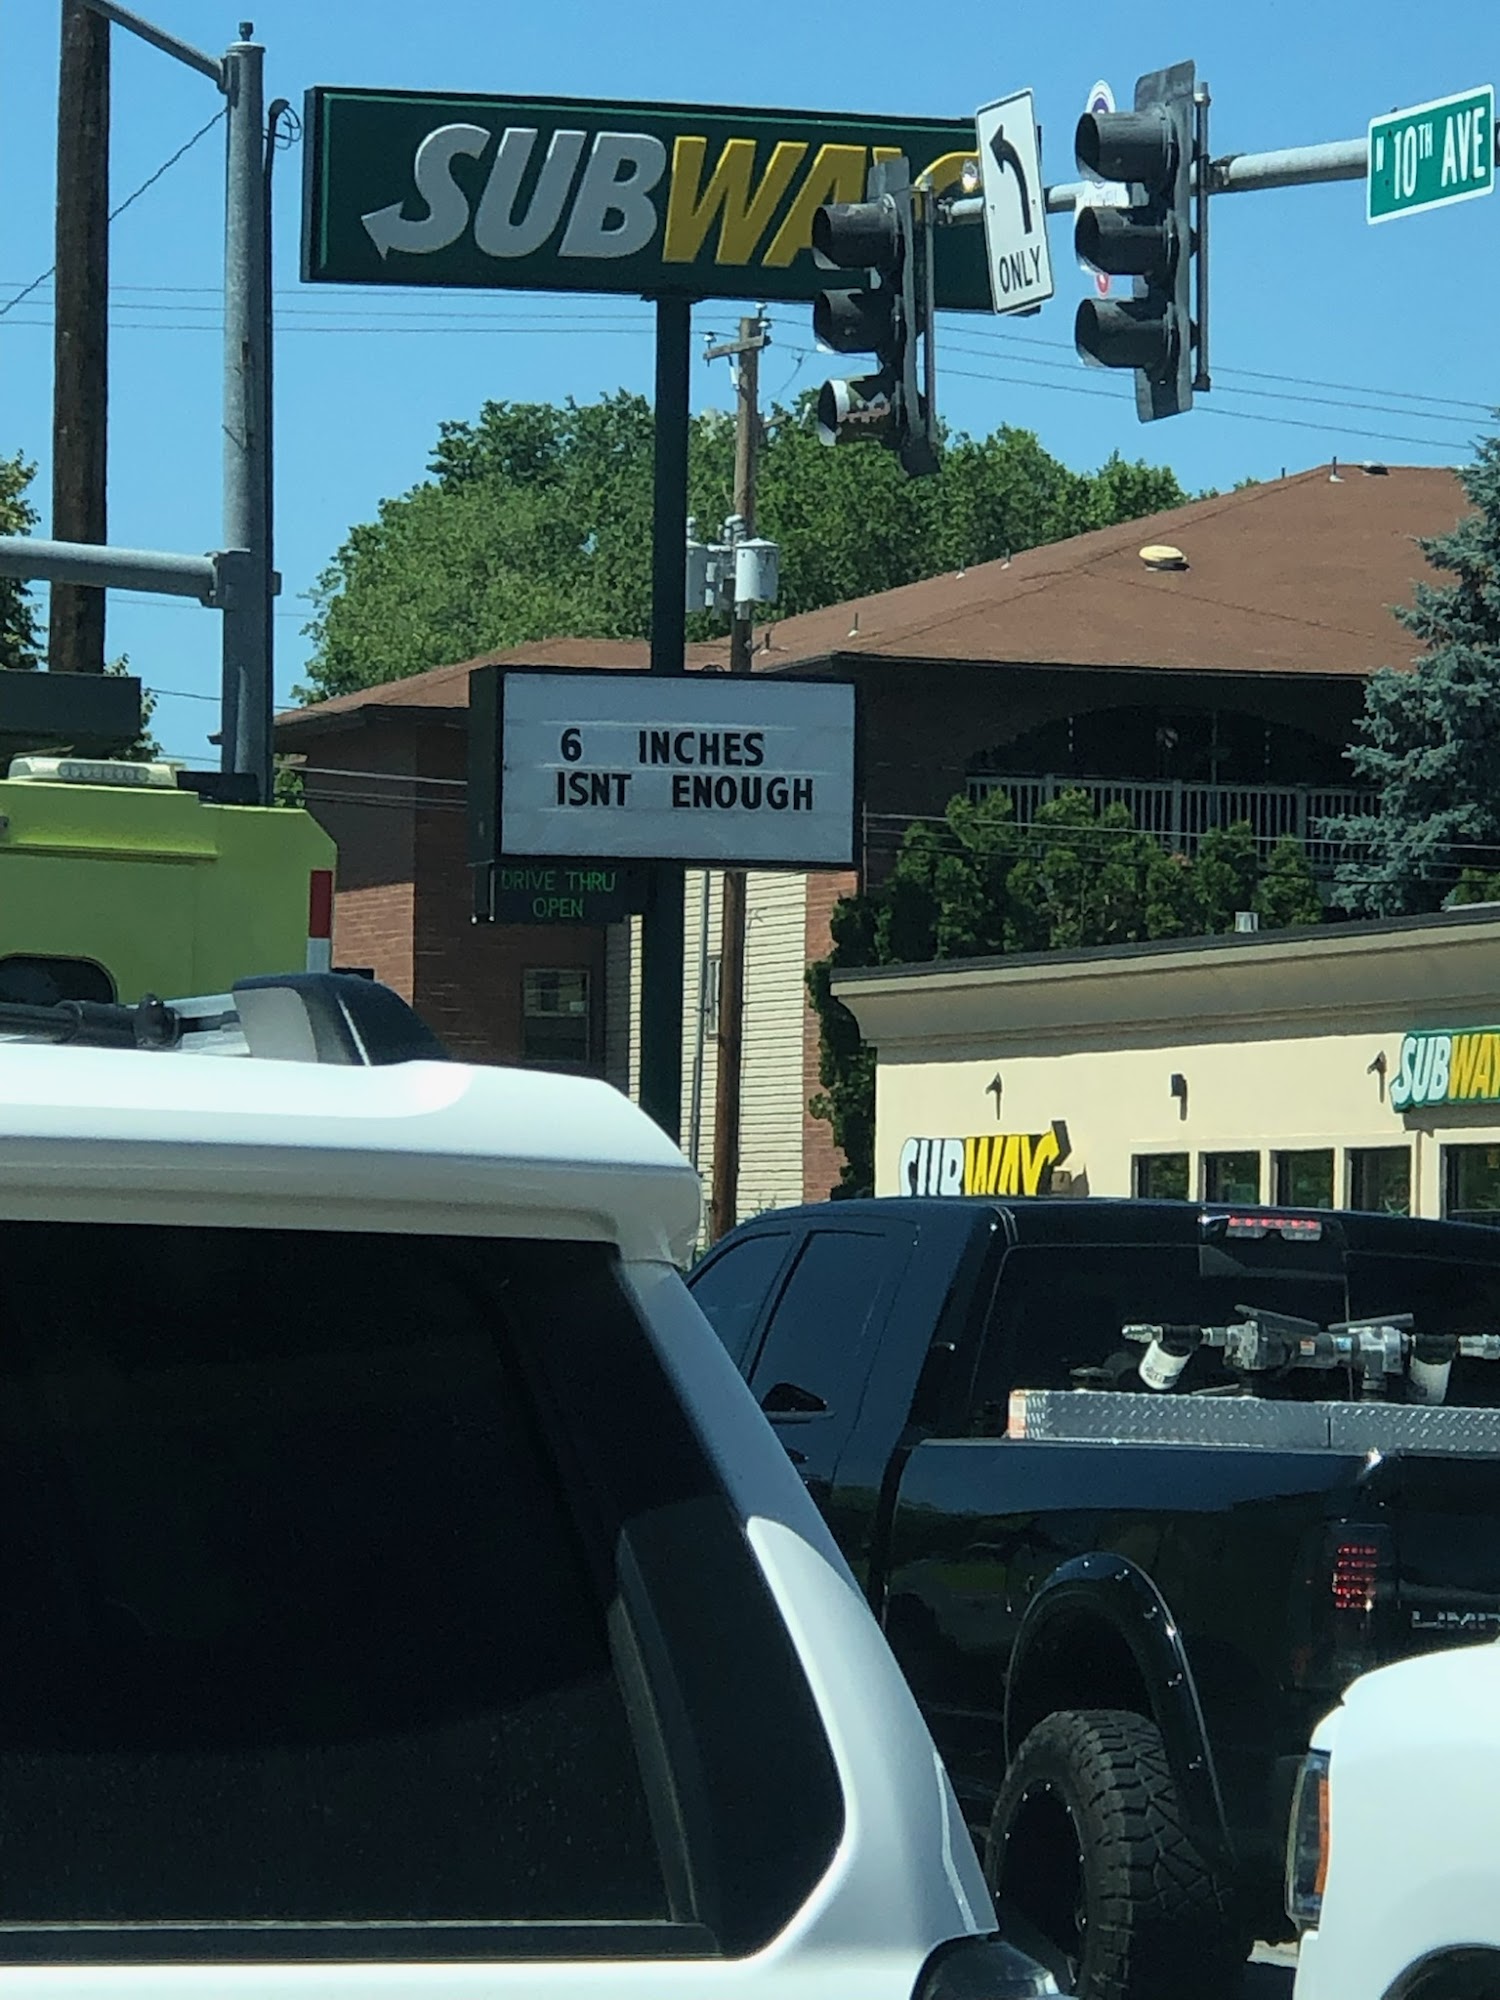 SUBWAY
ONLY
N 10TH AVE
6 INCHES
ISNT ENOUGH
DRIVE THRU
OPEN
SUBWAY
SUBWAY